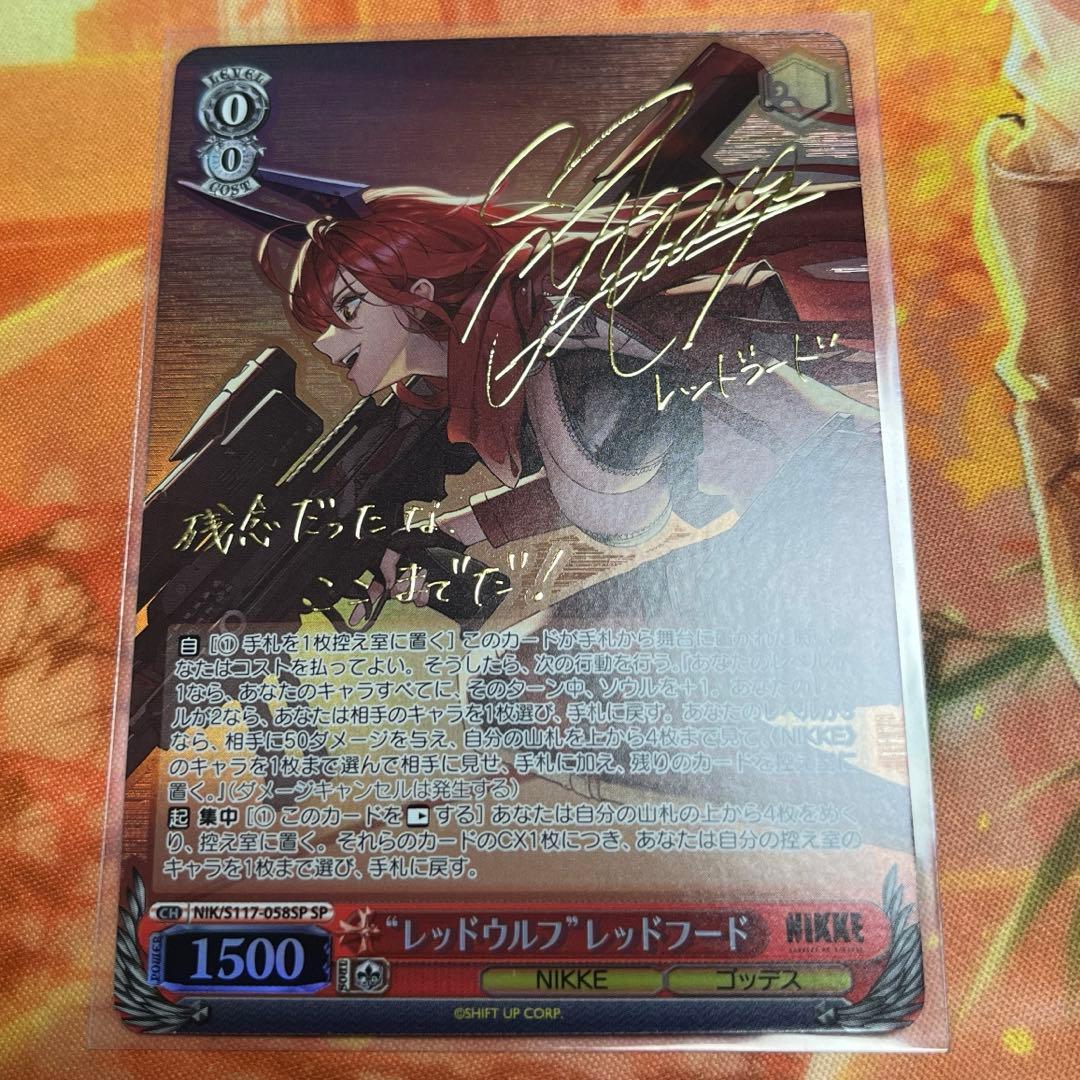 LEVEL
0
0
COST
レッドフード
残念だったな、
ここまでだ!
自 [① 手札を1枚控え室に置く] このカードが手札から舞台に
なたはコストを払ってよい。そうしたら、次の行動を行う。「あなたのレベル
1なら、あなたのキャラすべてに、そのターン中、ソウルを+1。あなたのレ
ルが2なら、あなたは相手のキャラを1枚選び、手札に戻す。あなたのレベルが
なら、相手に50ダメージを与え、自分の山札を上から4枚まで見て、《NIKKE》
のキャラを1枚まで選んで相手に見せ、手札に加え、残りのカードを控え室
置く。」(ダメージキャンセルは発生する)
起 集中 [① このカードを する] あなたは自分の山札の上から4枚をめく
り、控え室に置く。それらのカードのCX1枚につき、あなたは自分の控え室の
キャラを1枚まで選び、手札に戻す。
CH NIK/S117-058SP SP
“レッドウルフ”レッドフード
NIKKE
POWER
1500
SOUL
NIKKE
ゴッデス
©SHIFT UP CORP.